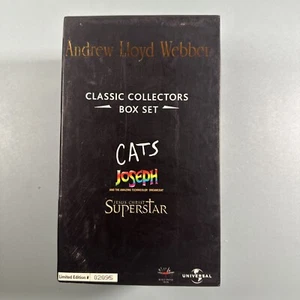 Andrew Lloyd Webber
CLASSIC COLLECTORS
BOX SET
CATS
JOSEPH
AND THE AMAZING TECHNICOLOR DREAMCOAT
JESUS CHRIST
SUPERSTAR
Limited Edition #
UNIVERSAL